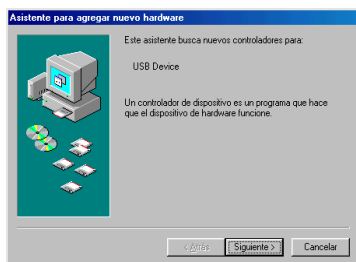 Asistente para agregar nuevo hardware
Este asistente busca nuevos controladores para:
USB Device
Un controlador de dispositivo es un programa que hace
que el dispositivo de hardware funcione.
< Atrás
Siguiente >
Cancelar